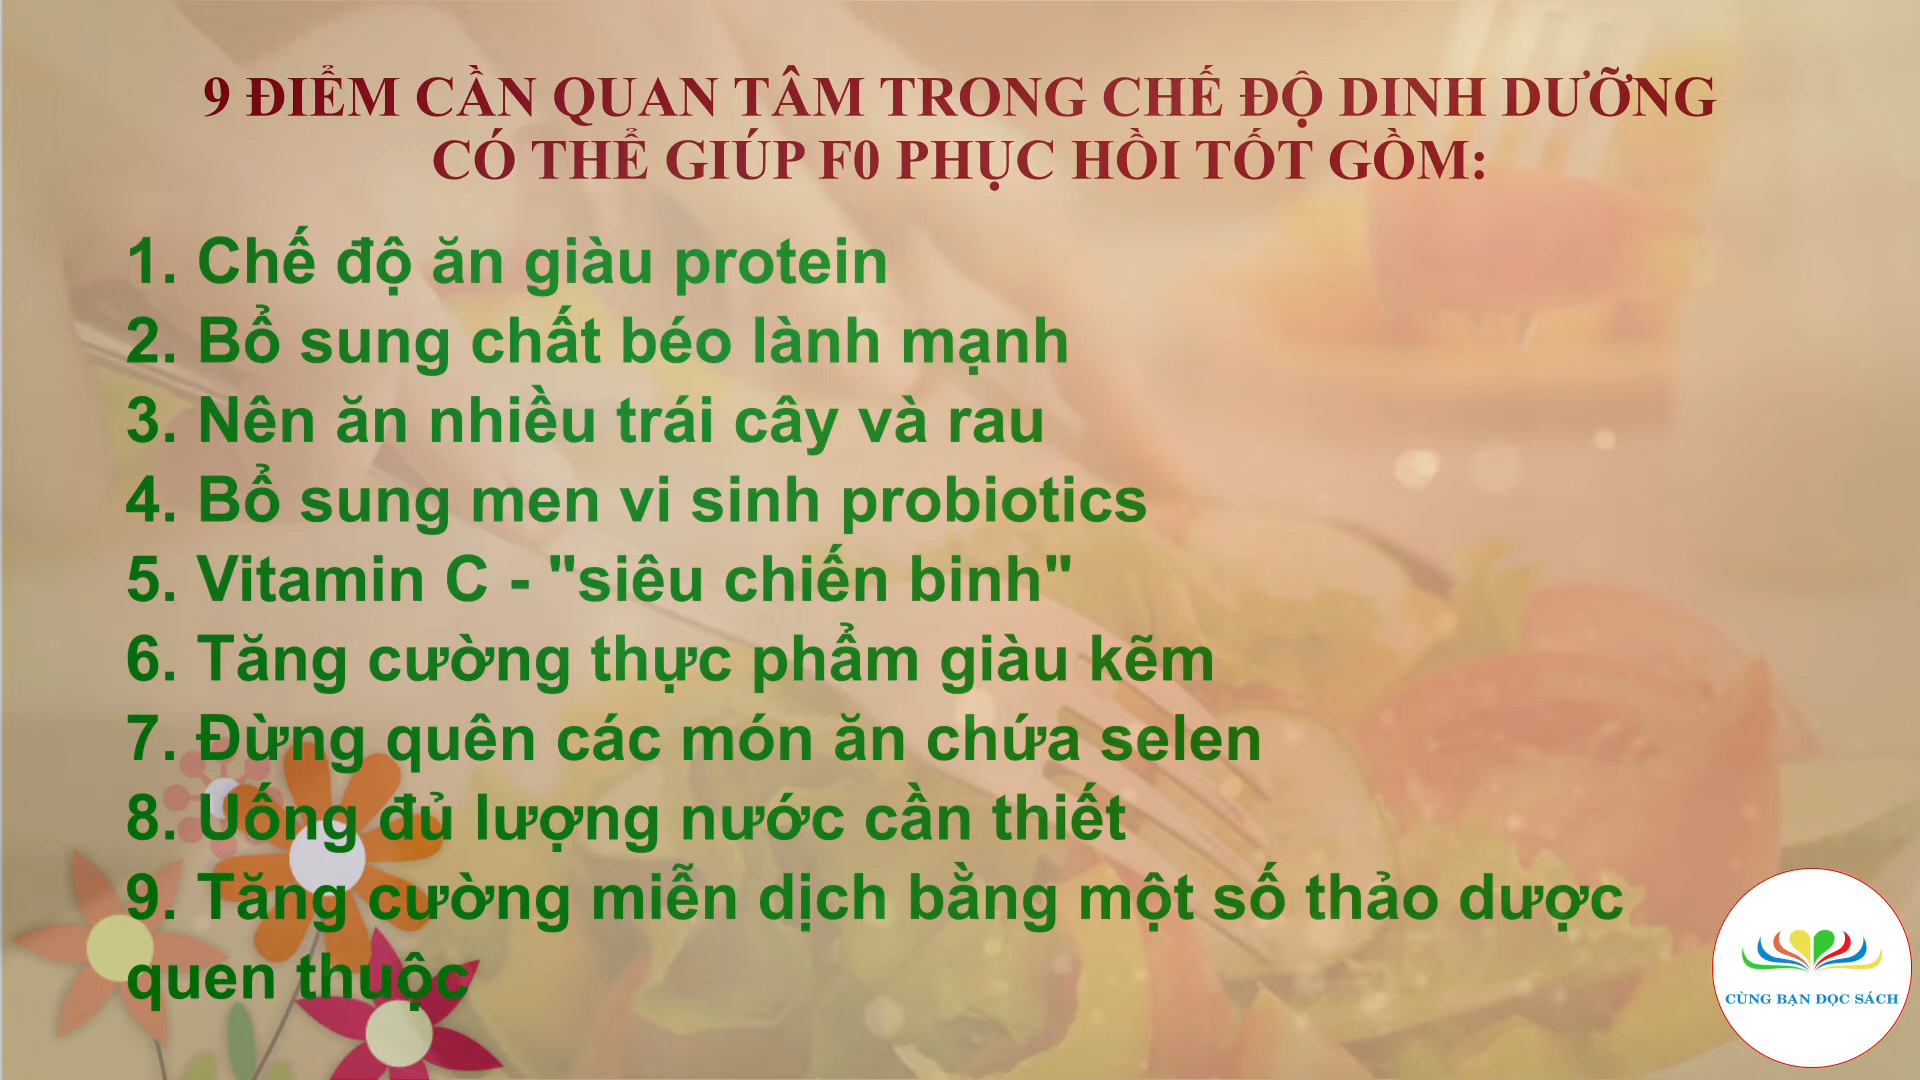 9 ĐIỂM CẦN QUAN TÂM TRONG CHẾ ĐỘ DINH DƯỠNG
CÓ THỂ GIÚP F0 PHỤC HỒI TỐT GỒM:
1. Chế độ ăn giàu protein
2. Bổ sung chất béo lành mạnh
3. Nên ăn nhiều trái cây và rau
4. Bổ sung men vi sinh probiotics
5. Vitamin C - "siêu chiến binh"
6. Tăng cường thực phẩm giàu kẽm
7. Đừng quên các món ăn chứa selen
8. Uống đủ lượng nước cần thiết
9. Tăng cường miễn dịch bằng một số thảo dược
quen thuộc
CÙNG BẠN ĐỌC SÁCH